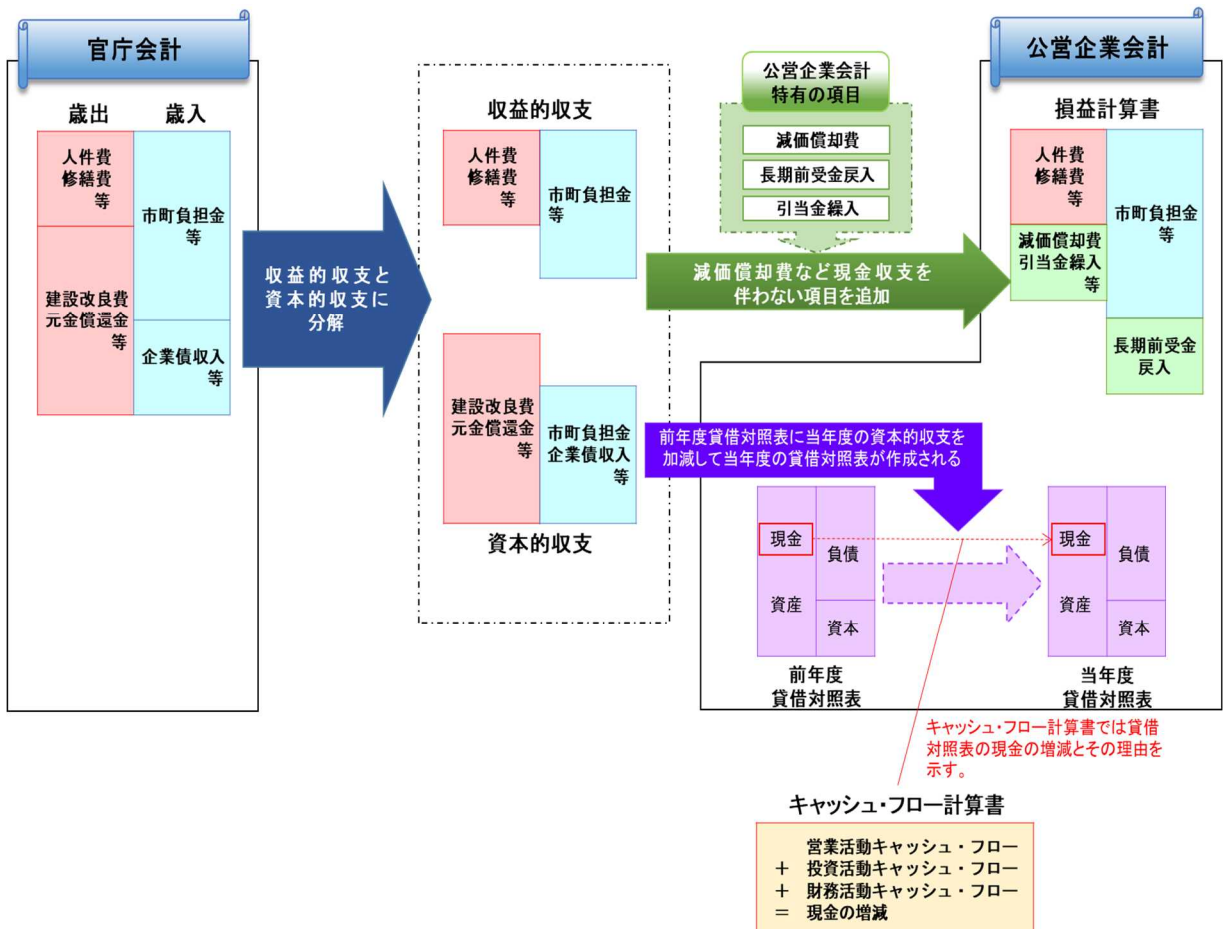 官庁会計
歳出
歳入
人件費
修繕費
等
建設改良費
元金償還金
等
市町負担金
等
企業債収入
等
収益的収支と
資本的収支に
分解
収益的収支
人件費
修繕費
等
市町負担金
等
建設改良費
元金償還金
等
市町負担金
企業債収入
等
資本的収支
公営企業会計
特有の項目
減価償却費
長期前受金戻入
引当金繰入
減価償却費など現金収支を
伴わない項目を追加
公営企業会計
損益計算書
人件費
修繕費
等
減価償却費
引当金繰入
等
市町負担金
等
長期前受金
戻入
前年度貸借対照表に当年度の資本的収支を
加減して当年度の貸借対照表が作成される
現金
資産
負債
資本
前年度
貸借対照表
現金
資産
負債
資本
当年度
貸借対照表
キャッシュ・フロー計算書では貸借
対照表の現金の増減とその理由を
示す。
キャッシュ・フロー計算書
営業活動キャッシュ・フロー
+ 投資活動キャッシュ・フロー
+ 財務活動キャッシュ・フロー
= 現金の増減